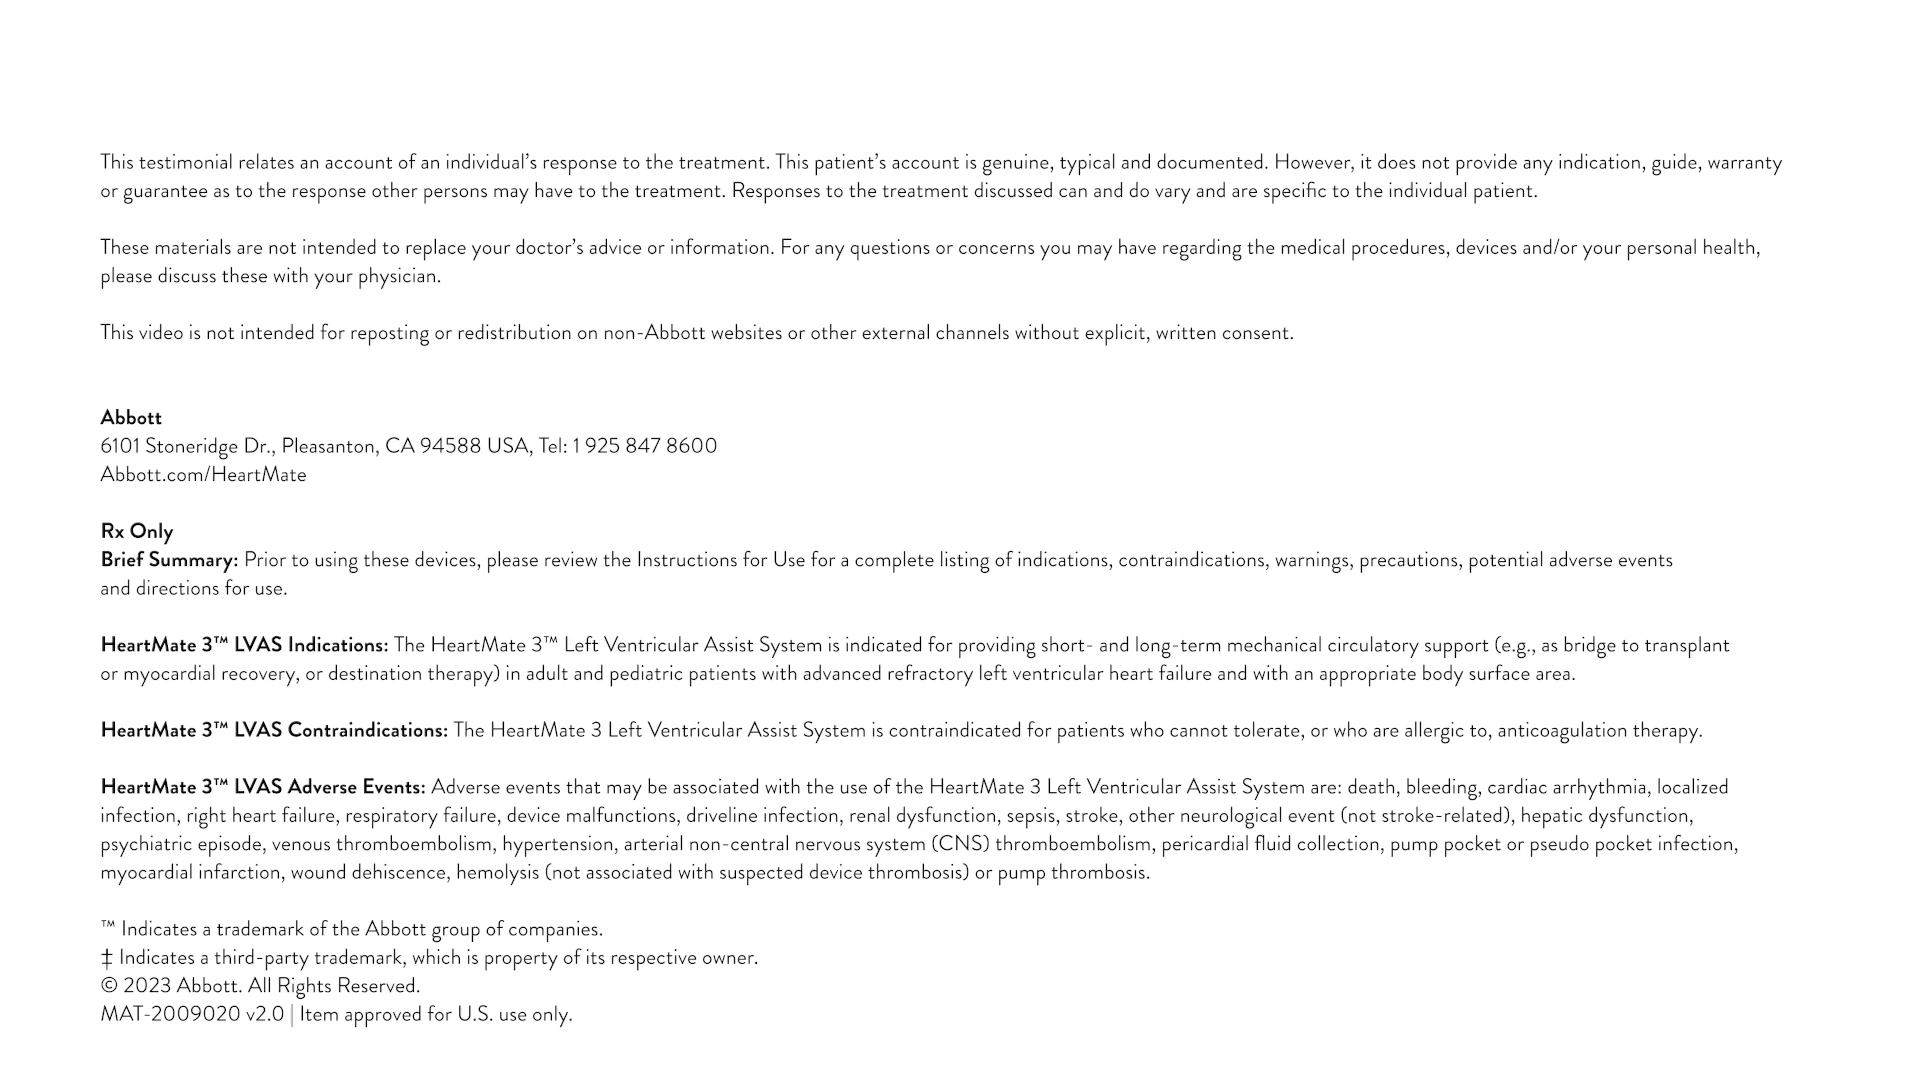 This testimonial relates an account of an individual’s response to the treatment. This patient’s account is genuine, typical and documented. However, it does not provide any indication, guide, warranty
or guarantee as to the response other persons may have to the treatment. Responses to the treatment discussed can and do vary and are specific to the individual patient.
These materials are not intended to replace your doctor’s advice or information. For any questions or concerns you may have regarding the medical procedures, devices and/or your personal health,
please discuss these with your physician.
This video is not intended for reposting or redistribution on non-Abbott websites or other external channels without explicit, written consent.
Abbott
6101 Stoneridge Dr., Pleasanton, CA 94588 USA, Tel: 1 925 847 8600
Abbott.com/HeartMate
Rx Only
Brief Summary: Prior to using these devices, please review the Instructions for Use for a complete listing of indications, contraindications, warnings, precautions, potential adverse events
and directions for use.
HeartMate 3™ LVAS Indications: The HeartMate 3™ Left Ventricular Assist System is indicated for providing short- and long-term mechanical circulatory support (e.g., as bridge to transplant
or myocardial recovery, or destination therapy) in adult and pediatric patients with advanced refractory left ventricular heart failure and with an appropriate body surface area.
HeartMate 3™ LVAS Contraindications: The HeartMate 3 Left Ventricular Assist System is contraindicated for patients who cannot tolerate, or who are allergic to, anticoagulation therapy.
HeartMate 3™ LVAS Adverse Events: Adverse events that may be associated with the use of the HeartMate 3 Left Ventricular Assist System are: death, bleeding, cardiac arrhythmia, localized
infection, right heart failure, respiratory failure, device malfunctions, driveline infection, renal dysfunction, sepsis, stroke, other neurological event (not stroke-related), hepatic dysfunction,
psychiatric episode, venous thromboembolism, hypertension, arterial non-central nervous system (CNS) thromboembolism, pericardial fluid collection, pump pocket or pseudo pocket infection,
myocardial infarction, wound dehiscence, hemolysis (not associated with suspected device thrombosis) or pump thrombosis.
™ Indicates a trademark of the Abbott group of companies.
‡ Indicates a third-party trademark, which is property of its respective owner.
© 2023 Abbott. All Rights Reserved.
MAT-2009020 v2.0 | Item approved for U.S. use only.